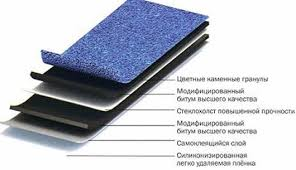 Цветные каменные гранулы
Модифицированный
битум высшего качества
Стеклохолст повышенной прочности
Модифицированный
битум высшего качества
Самоклеящийся слой
Силиконизированная
легко удаляемая плёнка